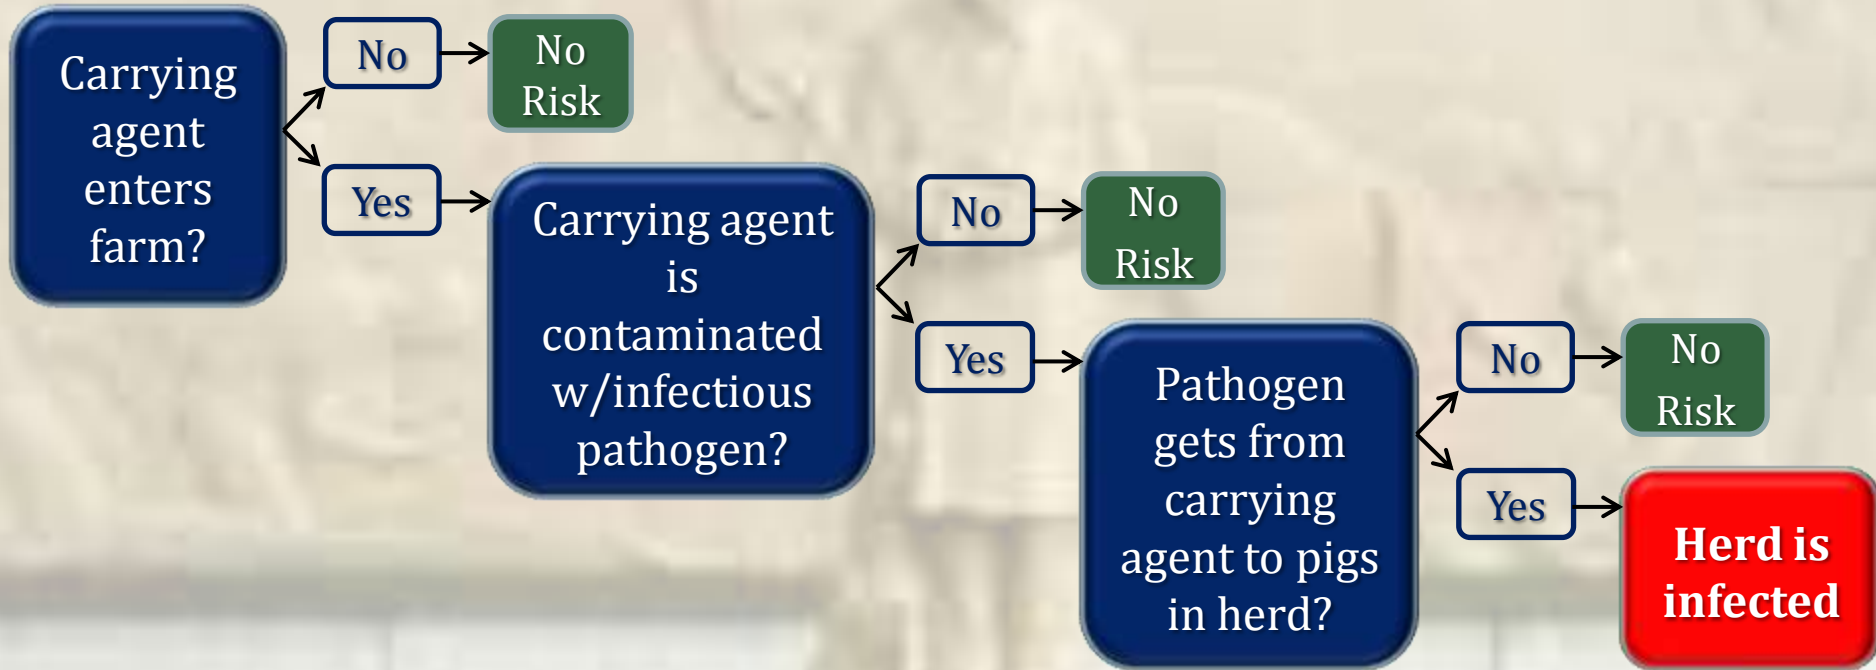 Carrying
agent
enters
farm?
No
No
Risk
Yes
Carrying agent
is
contaminated
w/infectious
pathogen?
No
No
Risk
Yes
Pathogen
gets from
carrying
agent to pigs
in herd?
No
No
Risk
Yes
Herd is
infected